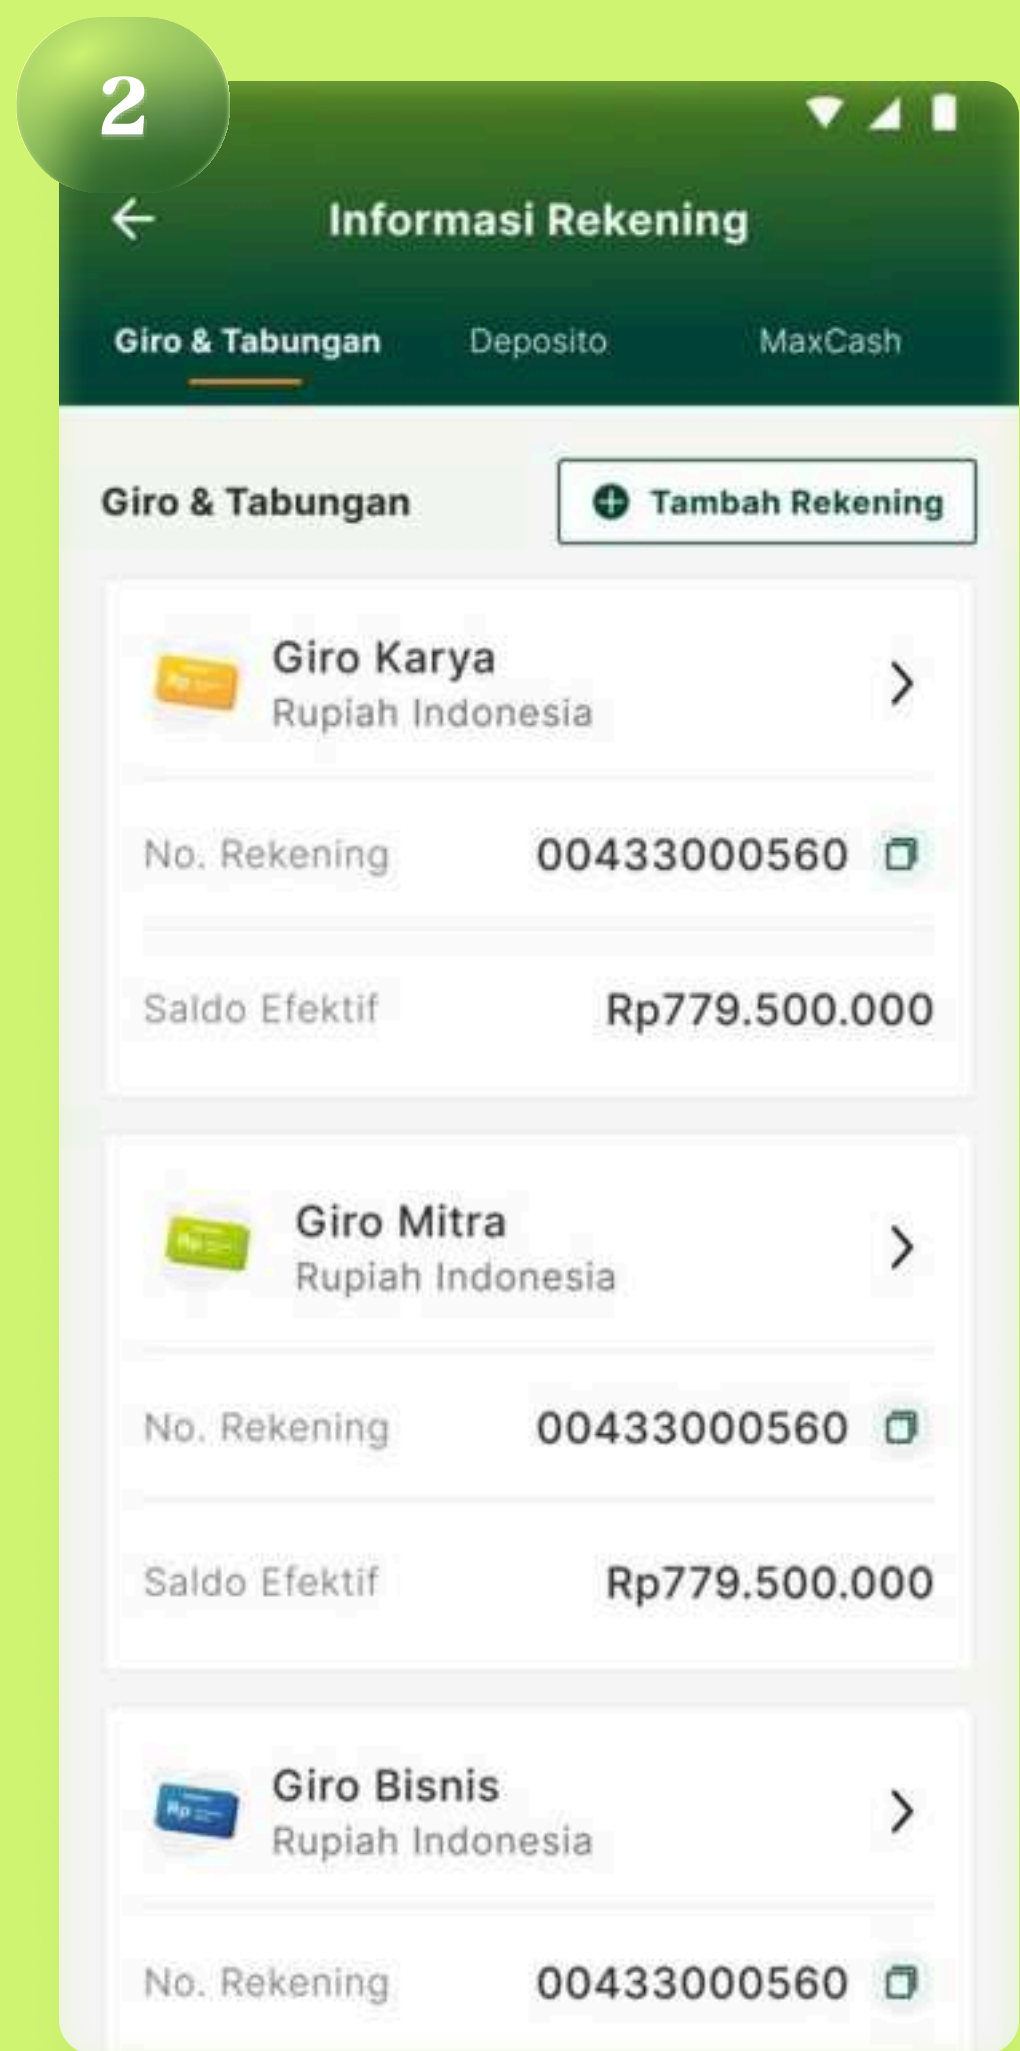 2
Informasi Rekening
Giro & Tabungan Deposito MaxCash
Giro & Tabungan Tambah Rekening
Giro Karya
Rupiah Indonesia
No. Rekening 00433000560
Saldo Efektif Rp779.500.000
Giro Mitra
Rupiah Indonesia
No. Rekening 00433000560
Saldo Efektif Rp779.500.000
Rp
Giro Bisnis
Rupiah Indonesia
No. Rekening 00433000560